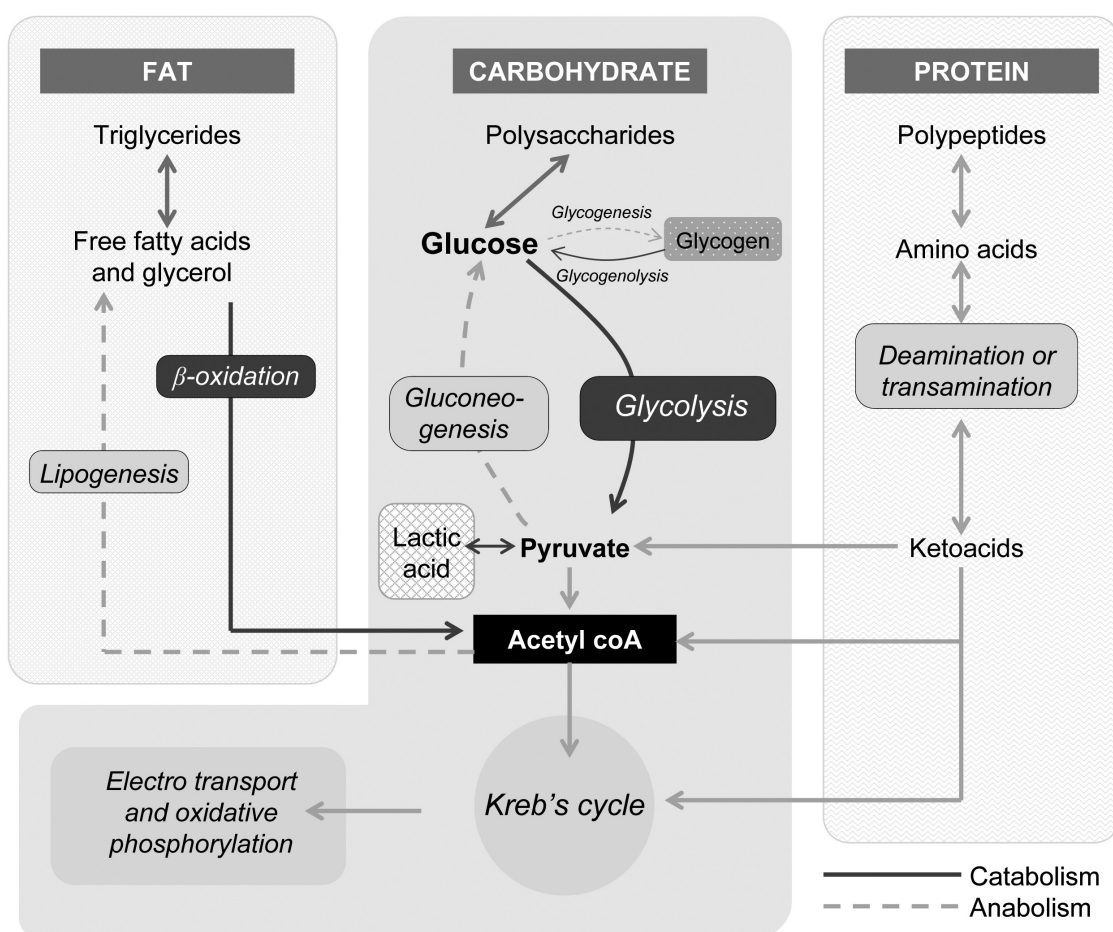 FAT
Triglycerides
Free fatty acids
and glycerol
β-oxidation
Lipogenesis
CARBOHYDRATE
Polysaccharides
Glycogenesis
Glucose
Glycogen
Glycogenolysis
Gluconeo-
genesis
Glycolysis
Lactic
acid
Pyruvate
Acetyl coA
Kreb’s cycle
Electro transport
and oxidative
phosphorylation
PROTEIN
Polypeptides
Amino acids
Deamination or
transamination
Ketoacids
Catabolism
Anabolism